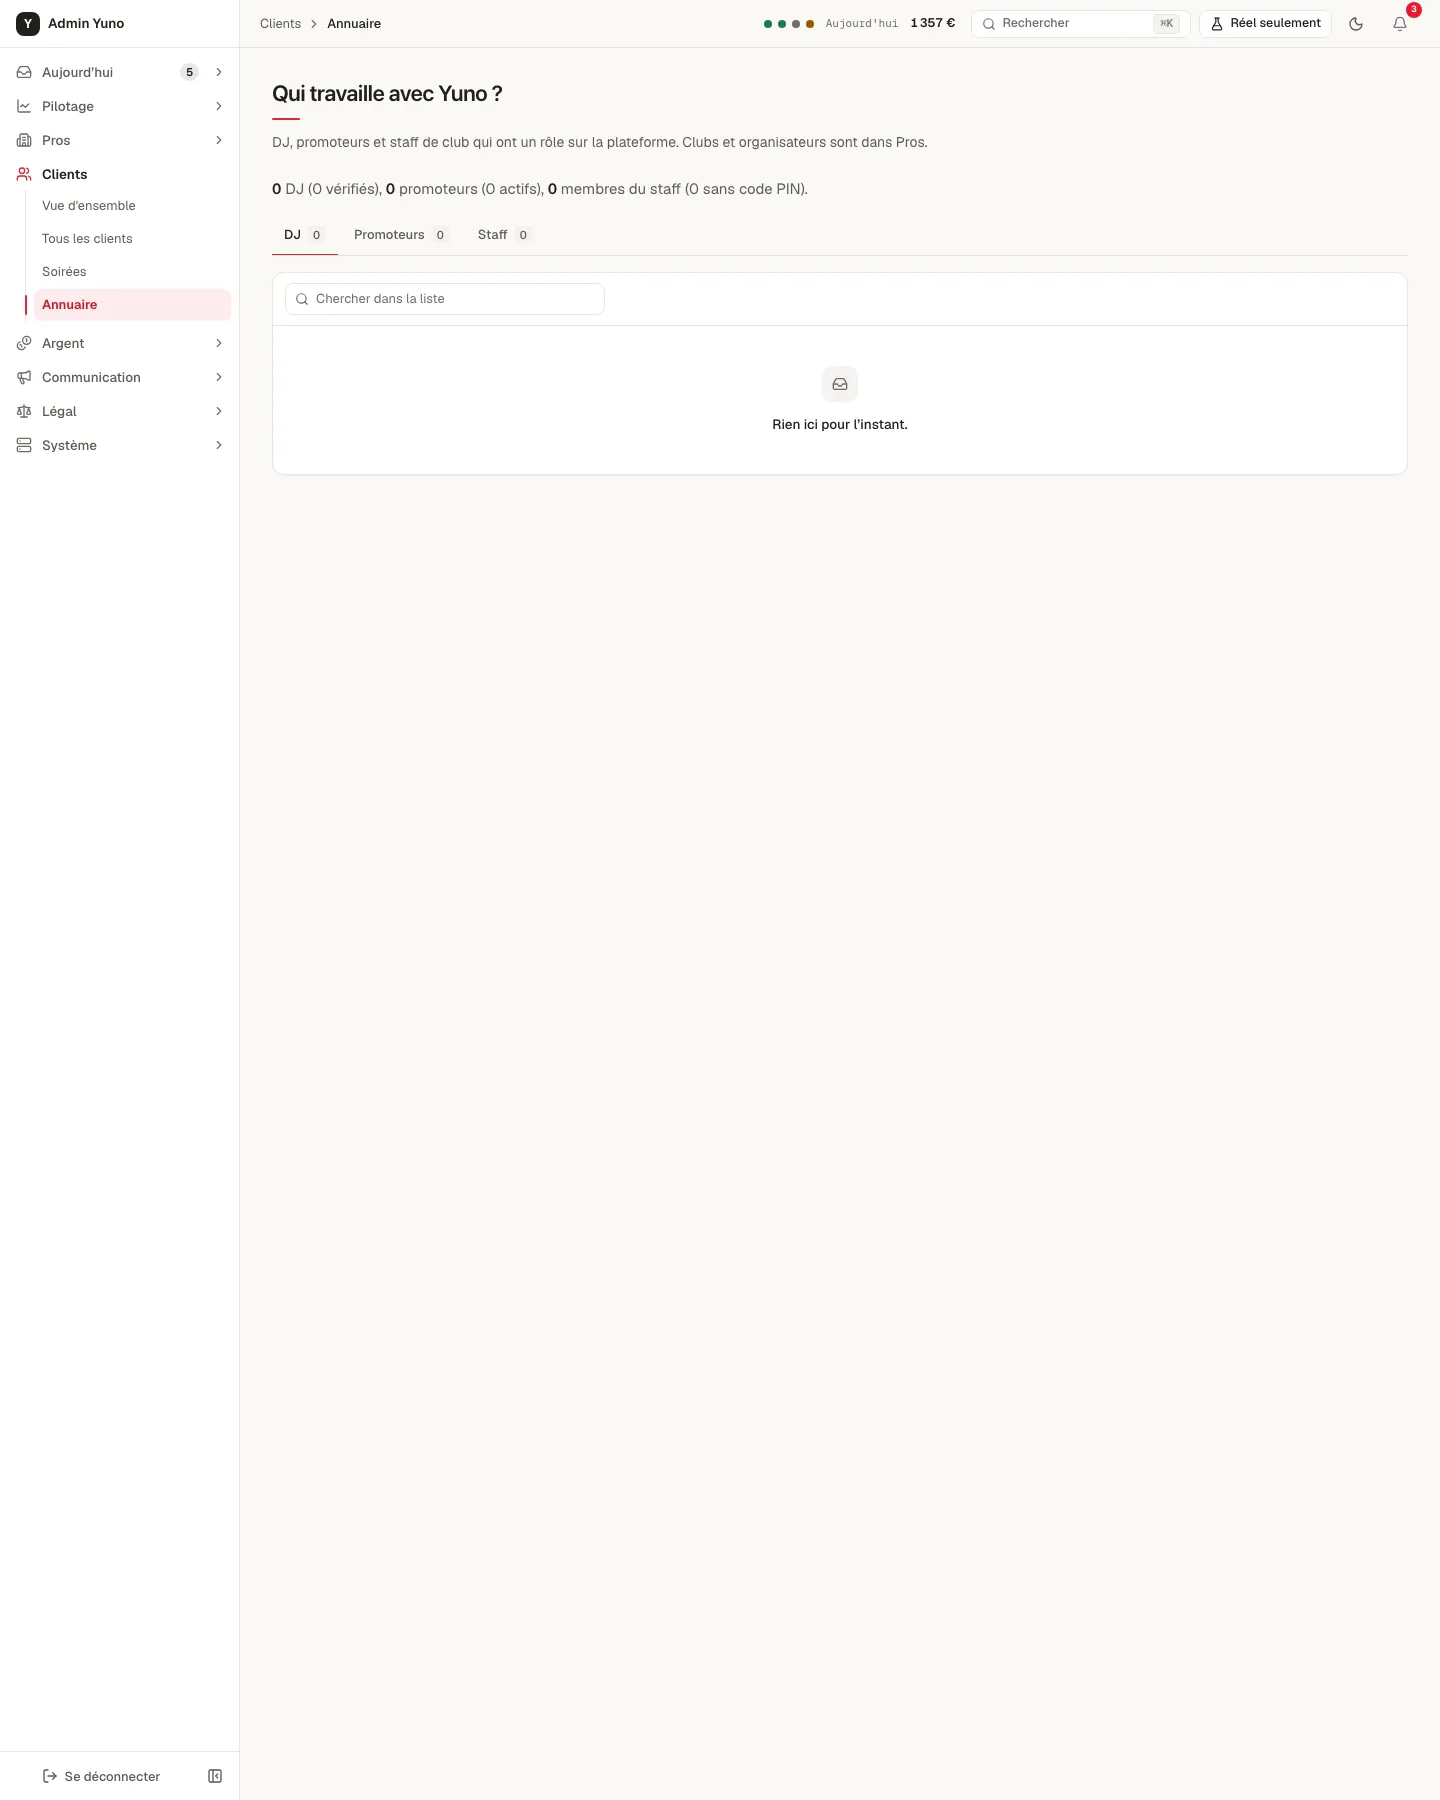 Y Admin Yuno
Clients > Annuaire
Aujourd'hui 1 357 €
Rechercher ⌘K
Réel seulement
3
Aujourd'hui 5
Pilotage
Pros
Clients
Vue d'ensemble
Tous les clients
Soirées
Annuaire
Argent
Communication
Légal
Système
Se déconnecter
Qui travaille avec Yuno ?
DJ, promoteurs et staff de club qui ont un rôle sur la plateforme. Clubs et organisateurs sont dans Pros.
0 DJ (0 vérifiés), 0 promoteurs (0 actifs), 0 membres du staff (0 sans code PIN).
DJ 0 Promoteurs 0 Staff 0
Chercher dans la liste
Rien ici pour l'instant.